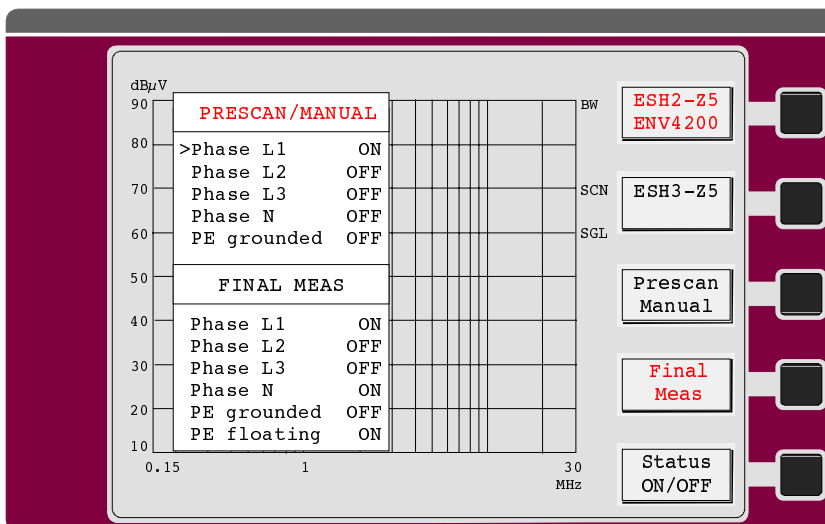 dBµV
90
80
70
60
50
40
30
20
10
PRESCAN/MANUAL
>Phase L1 ON
Phase L2 OFF
Phase L3 OFF
Phase N OFF
PE grounded OFF
FINAL MEAS
Phase L1 ON
Phase L2 OFF
Phase L3 OFF
Phase N ON
PE grounded OFF
PE floating ON
0.15 1 30
MHz
BW
SCN
SGL
ESH2-Z5
ENV4200
ESH3-Z5
Prescan
Manual
Final
Meas
Status
ON/OFF